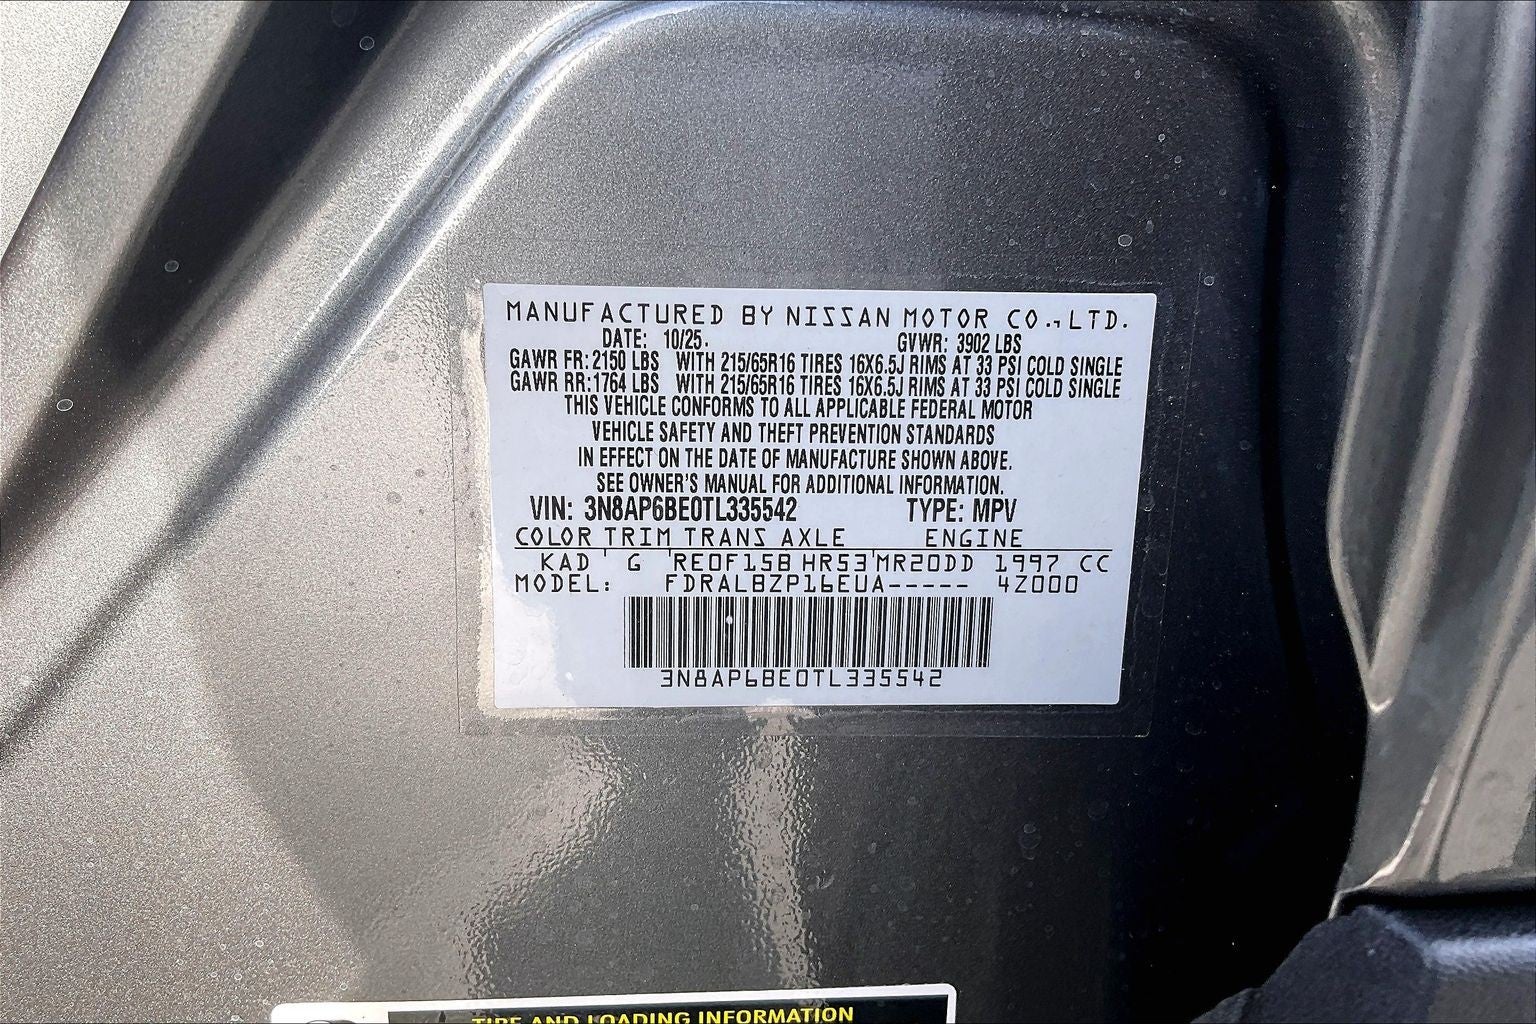 MANUFACTURED BY NISSAN MOTOR CO., LTD.
DATE: 10/25. GVWR: 3902 LBS
GAWR FR: 2150 LBS WITH 215/65R16 TIRES 16X6.5J RIMS AT 33 PSI COLD SINGLE
GAWR RR: 1764 LBS WITH 215/65R16 TIRES 16X6.5J RIMS AT 33 PSI COLD SINGLE
THIS VEHICLE CONFORMS TO ALL APPLICABLE FEDERAL MOTOR
VEHICLE SAFETY AND THEFT PREVENTION STANDARDS
IN EFFECT ON THE DATE OF MANUFACTURE SHOWN ABOVE.
SEE OWNER'S MANUAL FOR ADDITIONAL INFORMATION.
VIN: 3N8AP6BE0TL335542 TYPE: MPV
COLOR TRIM TRANS AXLE ENGINE
KAD G RE0F15B HR53 MR20DD 1997 CC
MODEL: FDRALBZP16EUA----- 4Z000
3N8AP6BE0TL335542
TIRE AND LOADING INFORMATION